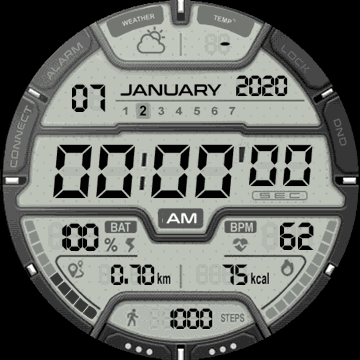 WEATHER TEMP°
-
ALARM LOCK
07 JANUARY 2020
1 2 3 4 5 6 7
CONNECT DND
00:00'00
SEC
AM
100 BAT % BPM 62
0.70 km 75 kcal
1000 STEPS